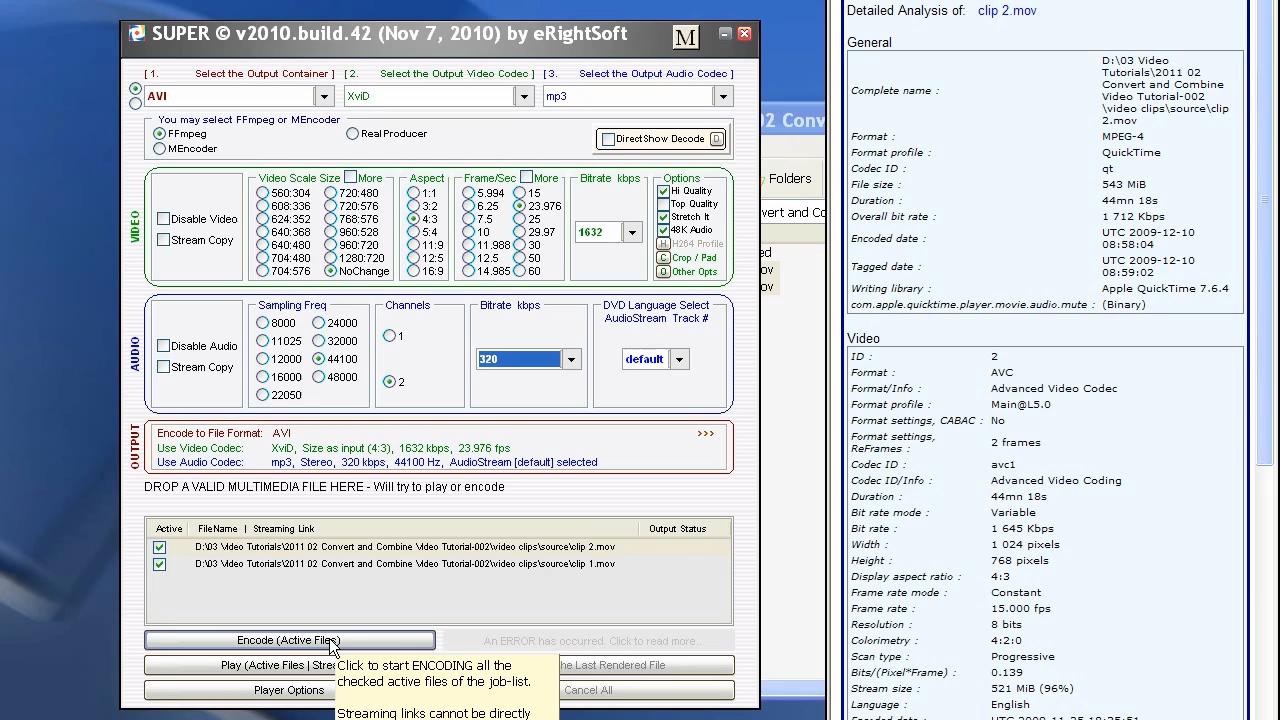 SUPER © v2010.build.42 (Nov 7, 2010) by eRightSoft M
[ 1. Select the Output Container ] [ 2. Select the Output Video Codec ] [ 3. Select the Output Audio Codec ]
AVI XviD mp3
You may select FFmpeg or MEncoder
FFmpeg RealProducer DirectShow Decode D
MEncoder
VIDEO
Disable Video
Stream Copy
Video Scale Size More
560:304 720:480
608:336 720:576
624:352 768:576
640:368 960:528
640:480 960:720
704:480 1280:720
704:576 NoChange
Aspect
1:1
3:2
4:3
5:4
11:9
12:5
16:9
Frame/Sec More
5.994 15
6.25 23.976
7.5 25
10 29.97
11.988 30
12.5 50
14.985 60
Bitrate kbps
1632
Options
Hi Quality
Top Quality
Stretch It
48K Audio
H H264 Profile
C Crop / Pad
O Other Opts
AUDIO
Disable Audio
Stream Copy
Sampling Freq
8000 24000
11025 32000
12000 44100
16000 48000
22050
Channels
1
2
Bitrate kbps
320
DVD Language Select
AudioStream Track #
default
OUTPUT
Encode to File Format: AVI >>>
Use Video Codec: XviD, Size as input (4:3), 1632 kbps, 23.976 fps
Use Audio Codec: mp3, Stereo, 320 kbps, 44100 Hz, AudioStream [default] selected
DROP A VALID MULTIMEDIA FILE HERE - Will try to play or encode
Active FileName | Streaming Link Output Status
D:\03 Video Tutorials\2011 02 Convert and Combine Video Tutorial-002\video clips\source\clip 2.mov
D:\03 Video Tutorials\2011 02 Convert and Combine Video Tutorial-002\video clips\source\clip 1.mov
Encode (Active Files) An ERROR has occurred. Click to read more..
Play (Active Files | Strea he Last Rendered File
Player Options Cancel All
Click to start ENCODING all the
checked active files of the job-list.
Streaming links cannot be directly
02 Conv
Folders
vert and Co
ed
ov
ov
Detailed Analysis of: clip 2.mov
General
Complete name : D:\03 Video
Tutorials\2011 02
Convert and Combine
Video Tutorial-002
\video clips\source\clip
2.mov
Format : MPEG-4
Format profile : QuickTime
Codec ID : qt
File size : 543 MiB
Duration : 44mn 18s
Overall bit rate : 1 712 Kbps
Encoded date : UTC 2009-12-10
08:58:04
Tagged date : UTC 2009-12-10
08:59:02
Writing library : Apple QuickTime 7.6.4
com.apple.quicktime.player.movie.audio.mute : (Binary)
Video
ID : 2
Format : AVC
Format/Info : Advanced Video Codec
Format profile : Main@L5.0
Format settings, CABAC : No
Format settings,
ReFrames : 2 frames
Codec ID : avc1
Codec ID/Info : Advanced Video Coding
Duration : 44mn 18s
Bit rate mode : Variable
Bit rate : 1 645 Kbps
Width : 1 024 pixels
Height : 768 pixels
Display aspect ratio : 4:3
Frame rate mode : Constant
Frame rate : 15.000 fps
Resolution : 8 bits
Colorimetry : 4:2:0
Scan type : Progressive
Bits/(Pixel*Frame) : 0.139
Stream size : 521 MiB (96%)
Language : English